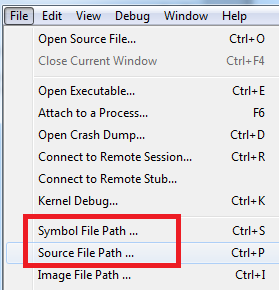 File Edit View Debug Window Help
Open Source File... Ctrl+O
Close Current Window Ctrl+F4
Open Executable... Ctrl+E
Attach to a Process... F6
Open Crash Dump... Ctrl+D
Connect to Remote Session... Ctrl+R
Connect to Remote Stub...
Kernel Debug... Ctrl+K
Symbol File Path ... Ctrl+S
Source File Path ... Ctrl+P
Image File Path ... Ctrl+I